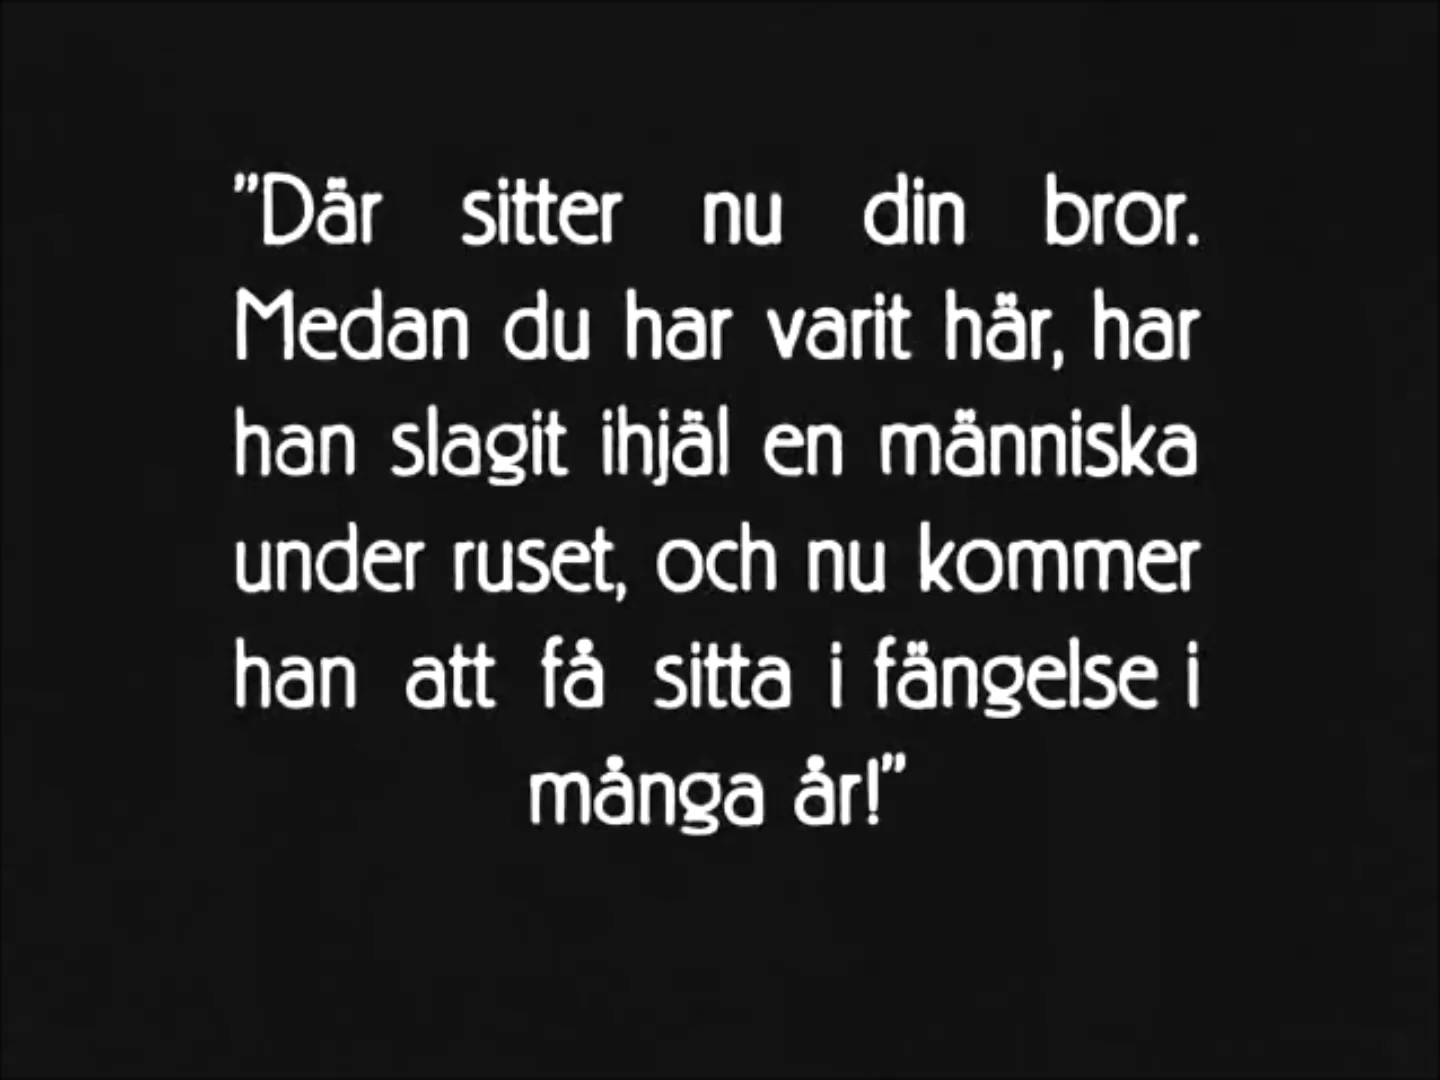 "Där sitter nu din bror.
Medan du har varit här, har
han slagit ihjäl en människa
under ruset, och nu kommer
han att få sitta i fängelse i
många år!"